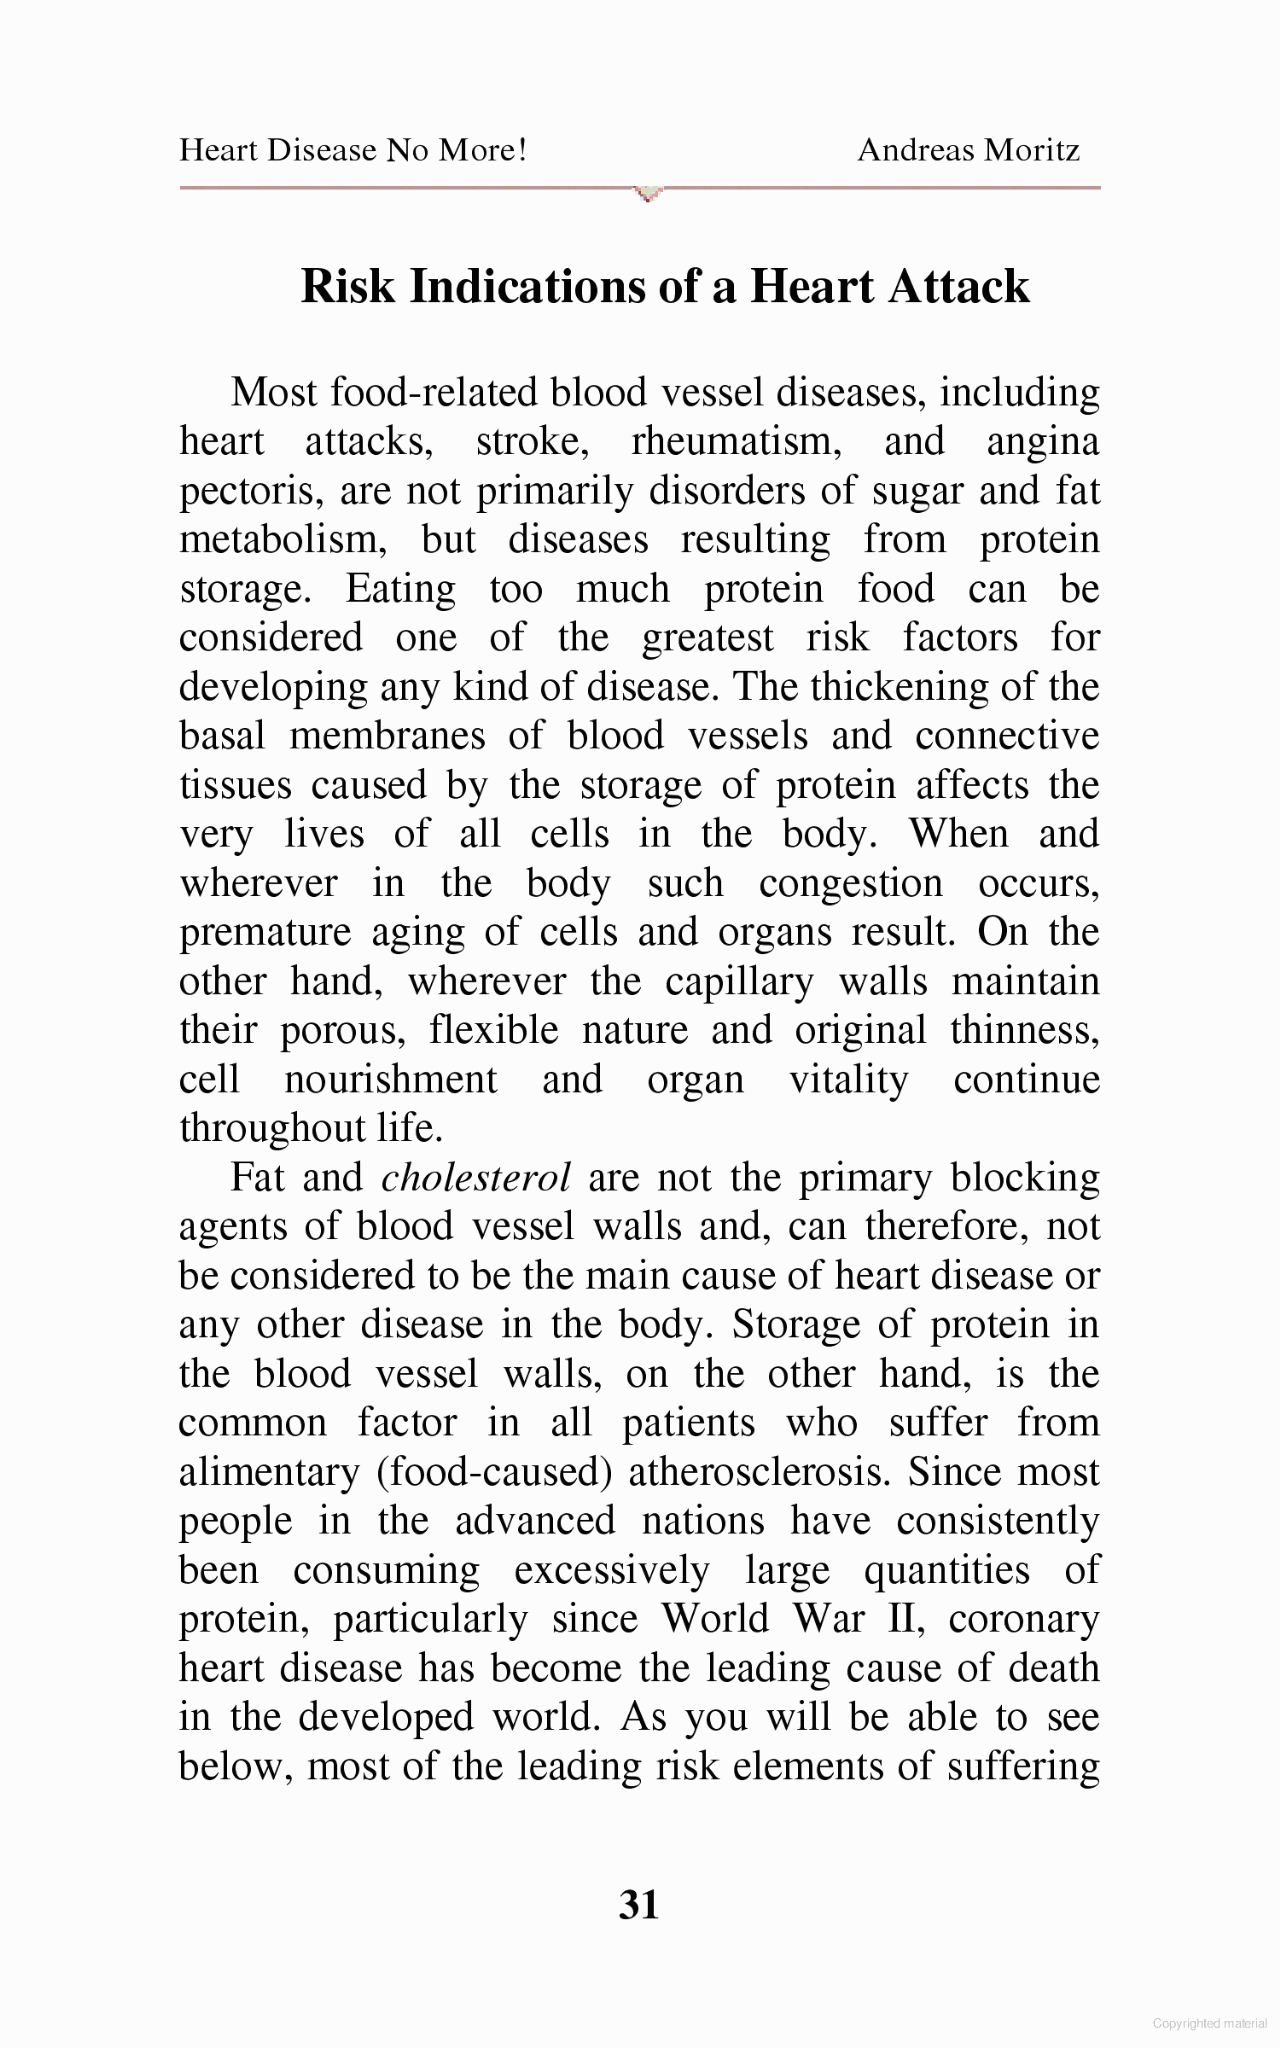 Heart Disease No More! Andreas Moritz
Risk Indications of a Heart Attack
Most food-related blood vessel diseases, including
heart attacks, stroke, rheumatism, and angina
pectoris, are not primarily disorders of sugar and fat
metabolism, but diseases resulting from protein
storage. Eating too much protein food can be
considered one of the greatest risk factors for
developing any kind of disease. The thickening of the
basal membranes of blood vessels and connective
tissues caused by the storage of protein affects the
very lives of all cells in the body. When and
wherever in the body such congestion occurs,
premature aging of cells and organs result. On the
other hand, wherever the capillary walls maintain
their porous, flexible nature and original thinness,
cell nourishment and organ vitality continue
throughout life.
Fat and cholesterol are not the primary blocking
agents of blood vessel walls and, can therefore, not
be considered to be the main cause of heart disease or
any other disease in the body. Storage of protein in
the blood vessel walls, on the other hand, is the
common factor in all patients who suffer from
alimentary (food-caused) atherosclerosis. Since most
people in the advanced nations have consistently
been consuming excessively large quantities of
protein, particularly since World War II, coronary
heart disease has become the leading cause of death
in the developed world. As you will be able to see
below, most of the leading risk elements of suffering
31
Copyrighted material